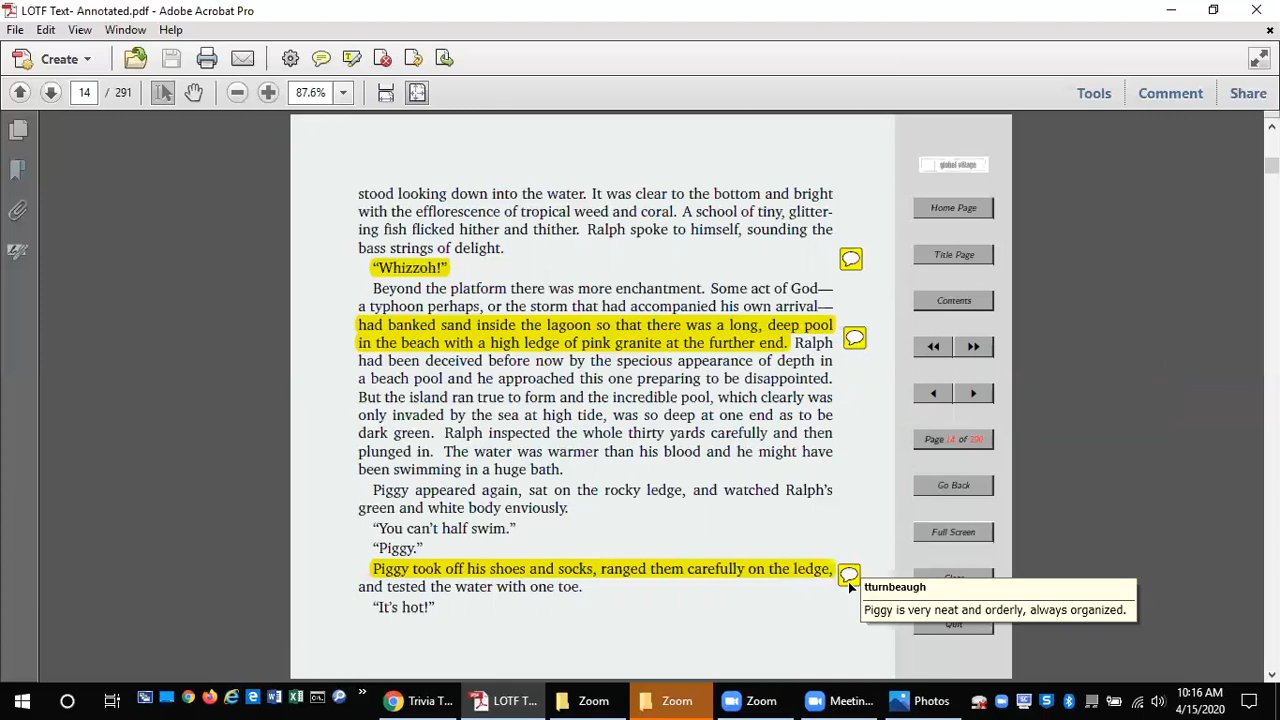 LOTF Text- Annotated.pdf - Adobe Acrobat Pro
File Edit View Window Help
Create
14 / 291 87.6% Tools Comment Share
stood looking down into the water. It was clear to the bottom and bright
with the efflorescence of tropical weed and coral. A school of tiny, glitter-
ing fish flicked hither and thither. Ralph spoke to himself, sounding the
bass strings of delight.
“Whizzoh!”
Beyond the platform there was more enchantment. Some act of God—
a typhoon perhaps, or the storm that had accompanied his own arrival—
had banked sand inside the lagoon so that there was a long, deep pool
in the beach with a high ledge of pink granite at the further end. Ralph
had been deceived before now by the specious appearance of depth in
a beach pool and he approached this one preparing to be disappointed.
But the island ran true to form and the incredible pool, which clearly was
only invaded by the sea at high tide, was so deep at one end as to be
dark green. Ralph inspected the whole thirty yards carefully and then
plunged in. The water was warmer than his blood and he might have
been swimming in a huge bath.
Piggy appeared again, sat on the rocky ledge, and watched Ralph’s
green and white body enviously.
“You can’t half swim.”
“Piggy.”
Piggy took off his shoes and socks, ranged them carefully on the ledge,
and tested the water with one toe.
“It’s hot!”
global village
Home Page
Title Page
Contents
Page 14 of 290
Go Back
Full Screen
Close
tturnbeaugh
Piggy is very neat and orderly, always organized.
Quit
Trivia T... LOTF T... Zoom Zoom Zoom Meetin... Photos
10:16 AM
4/15/2020